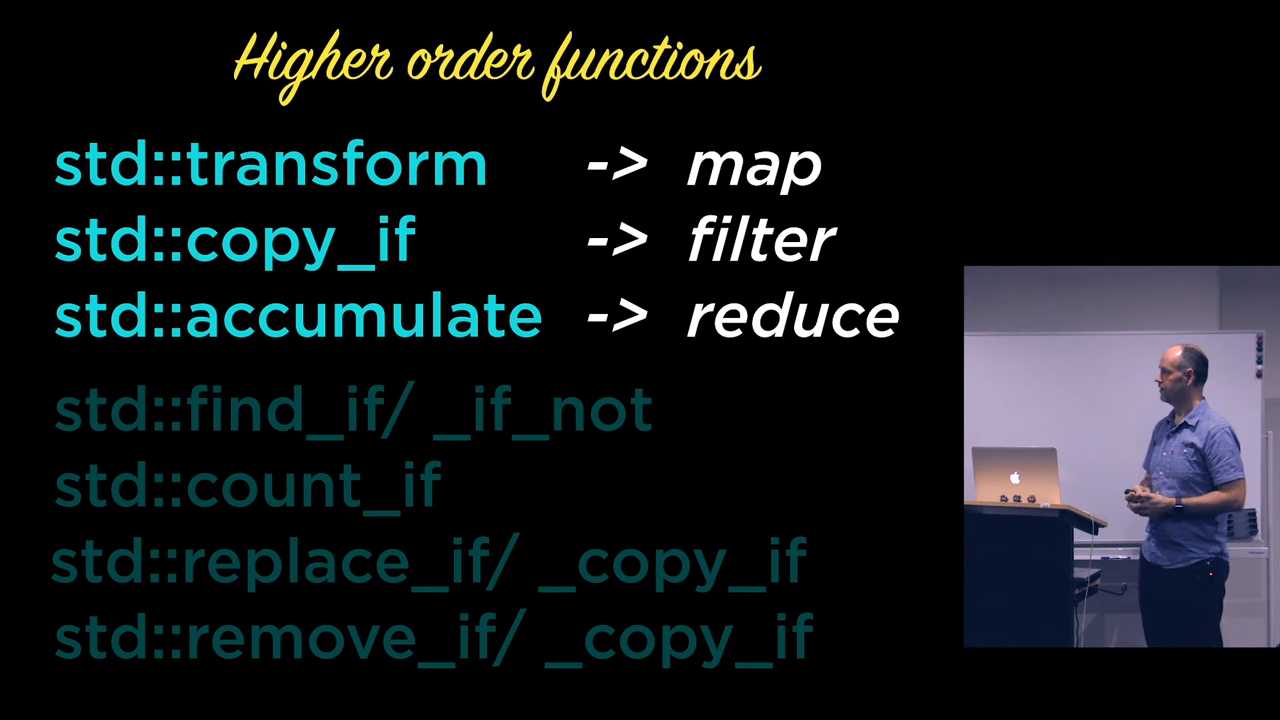 Higher order functions
std::transform -> map
std::copy_if -> filter
std::accumulate -> reduce
std::find_if/ _if_not
std::count_if
std::replace_if/ _copy_if
std::remove_if/ _copy_if